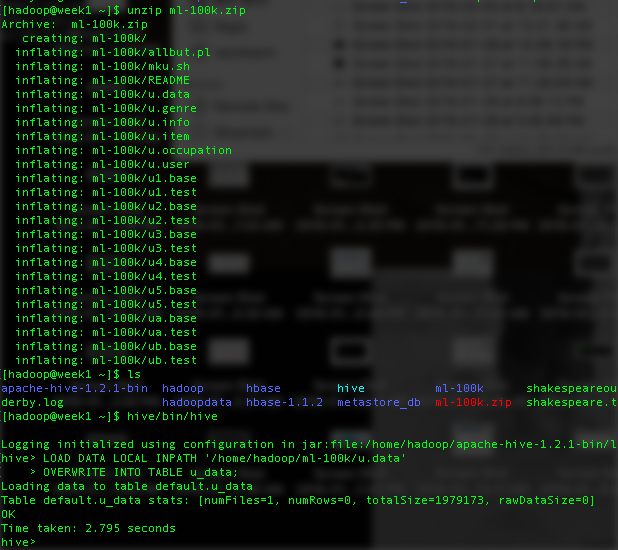 [hadoop@week1 ~]$ unzip ml-100k.zip
Archive:  ml-100k.zip
   creating: ml-100k/
  inflating: ml-100k/allbut.pl
  inflating: ml-100k/mku.sh
  inflating: ml-100k/README
  inflating: ml-100k/u.data
  inflating: ml-100k/u.genre
  inflating: ml-100k/u.info
  inflating: ml-100k/u.item
  inflating: ml-100k/u.occupation
  inflating: ml-100k/u.user
  inflating: ml-100k/u1.base
  inflating: ml-100k/u1.test
  inflating: ml-100k/u2.base
  inflating: ml-100k/u2.test
  inflating: ml-100k/u3.base
  inflating: ml-100k/u3.test
  inflating: ml-100k/u4.base
  inflating: ml-100k/u4.test
  inflating: ml-100k/u5.base
  inflating: ml-100k/u5.test
  inflating: ml-100k/ua.base
  inflating: ml-100k/ua.test
  inflating: ml-100k/ub.base
  inflating: ml-100k/ub.test
[hadoop@week1 ~]$ ls
apache-hive-1.2.1-bin  hadoop      hbase        hive          ml-100k      shakespeareou
derby.log              hadoopdata  hbase-1.1.2  metastore_db  ml-100k.zip  shakespeare.t
[hadoop@week1 ~]$ hive/bin/hive
Logging initialized using configuration in jar:file:/home/hadoop/apache-hive-1.2.1-bin/l
hive> LOAD DATA LOCAL INPATH '/home/hadoop/ml-100k/u.data'
    > OVERWRITE INTO TABLE u_data;
Loading data to table default.u_data
Table default.u_data stats: [numFiles=1, numRows=0, totalSize=1979173, rawDataSize=0]
OK
Time taken: 2.795 seconds
hive>